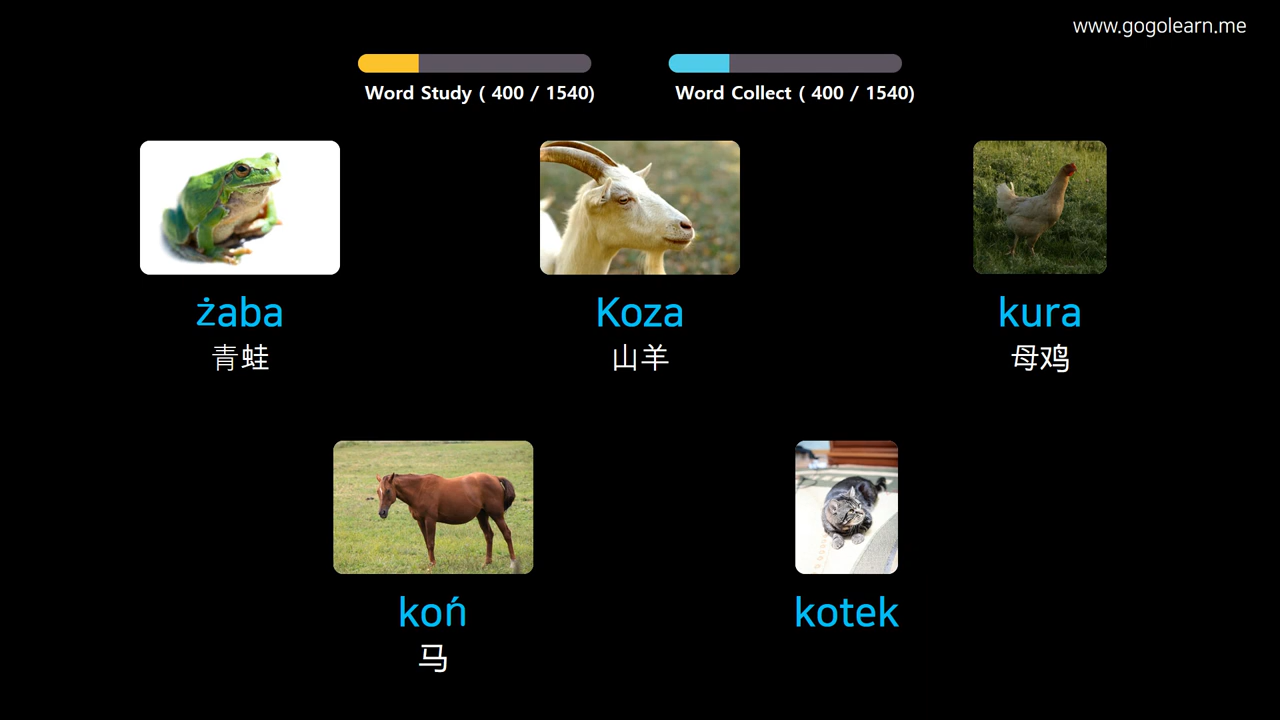 www.gogolearn.me
Word Study ( 400 / 1540)
Word Collect ( 400 / 1540)
żaba
青蛙
Koza
山羊
kura
母鸡
koń
马
kotek